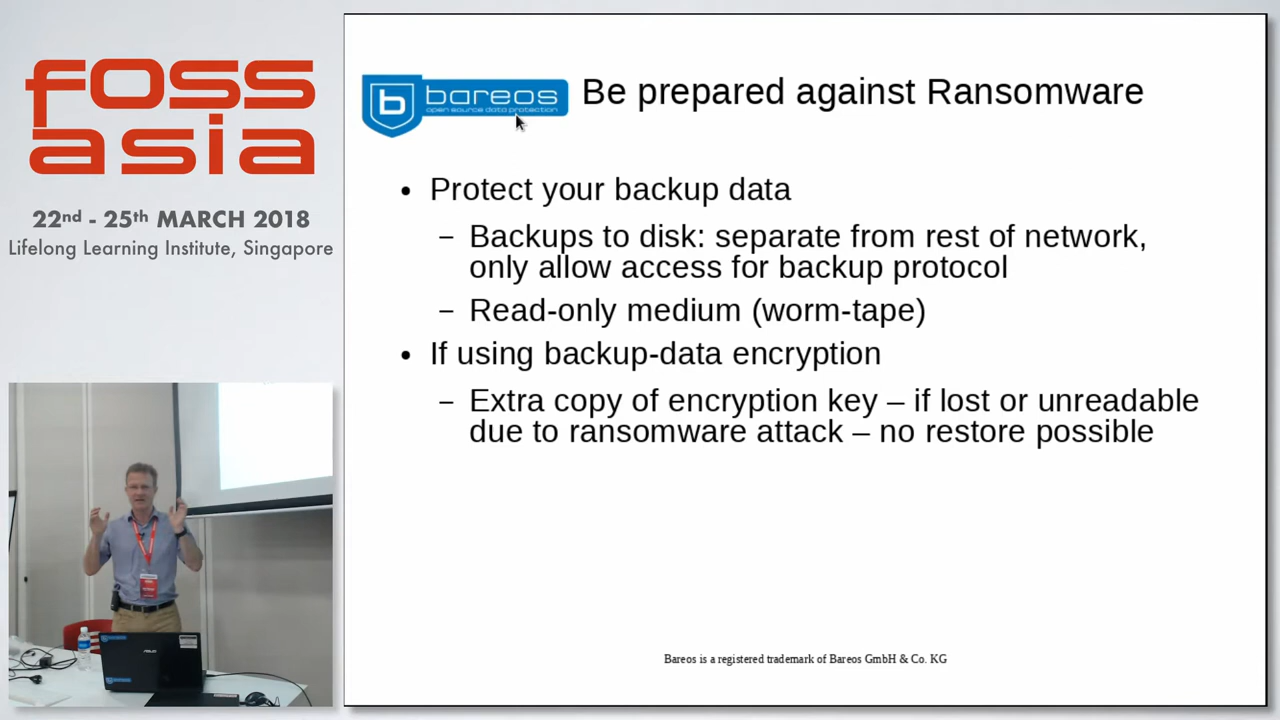 foss
asia
22nd - 25th MARCH 2018
Lifelong Learning Institute, Singapore
b bareos
open source data protection
Be prepared against Ransomware
• Protect your backup data
– Backups to disk: separate from rest of network,
only allow access for backup protocol
– Read-only medium (worm-tape)
• If using backup-data encryption
– Extra copy of encryption key – if lost or unreadable
due to ransomware attack – no restore possible
Bareos is a registered trademark of Bareos GmbH & Co. KG
ASUS